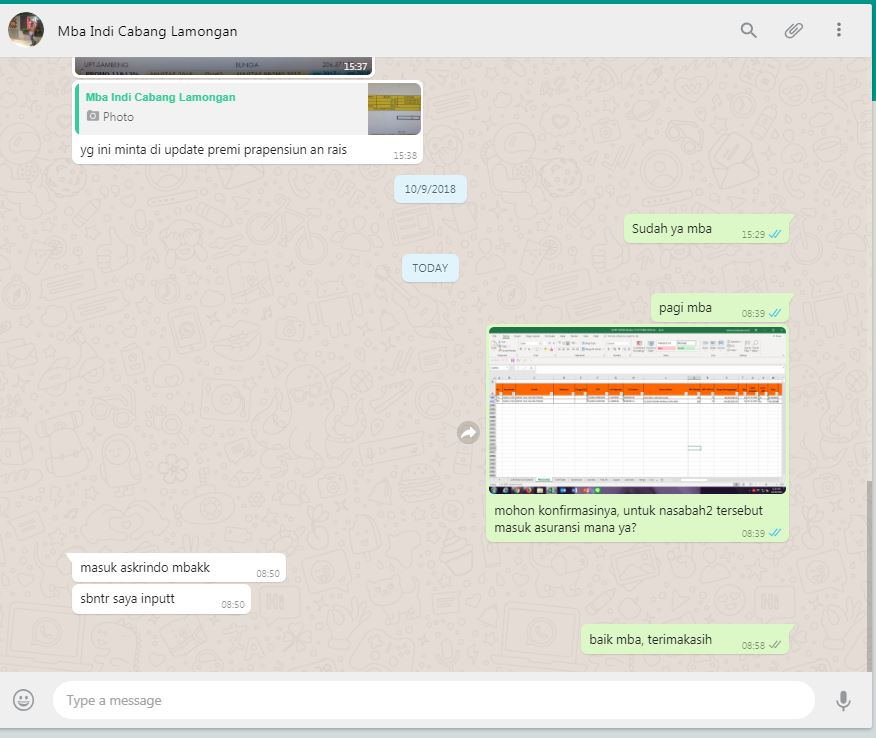 Mba Indi Cabang Lamongan
15:37
Mba Indi Cabang Lamongan
Photo
yg ini minta di update premi prapensiun an rais
15:38
10/9/2018
Sudah ya mba
15:29
TODAY
pagi mba
08:39
mohon konfirmasinya, untuk nasabah2 tersebut
masuk asuransi mana ya?
08:39
masuk askrindo mbakk
08:50
sbntr saya inputt
08:50
baik mba, terimakasih
08:58
Type a message